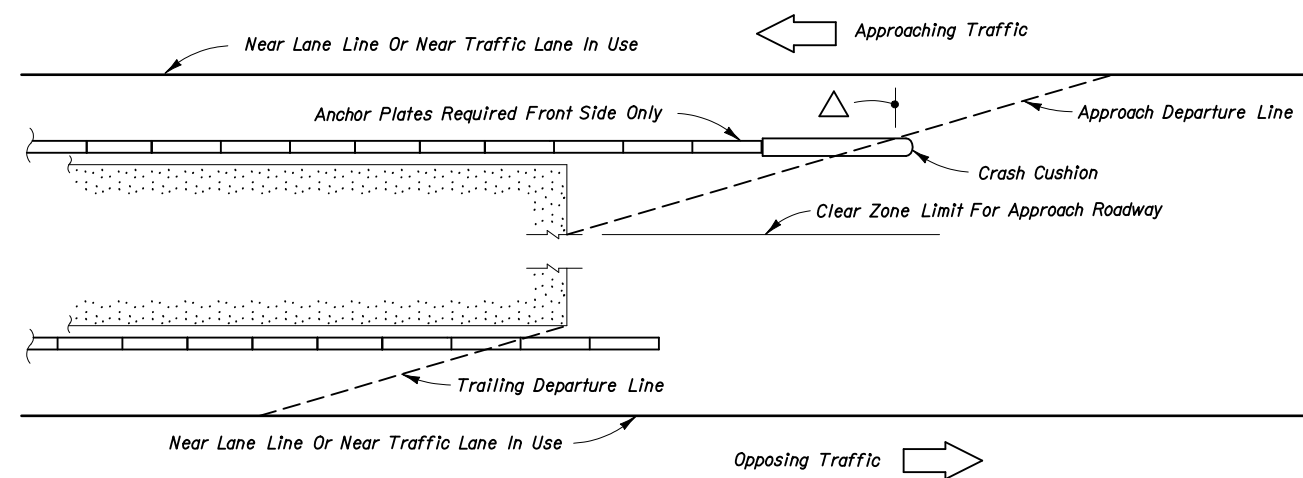 Approaching Traffic
Near Lane Line Or Near Traffic Lane In Use
Anchor Plates Required Front Side Only
Approach Departure Line
Crash Cushion
Clear Zone Limit For Approach Roadway
Trailing Departure Line
Near Lane Line Or Near Traffic Lane In Use
Opposing Traffic